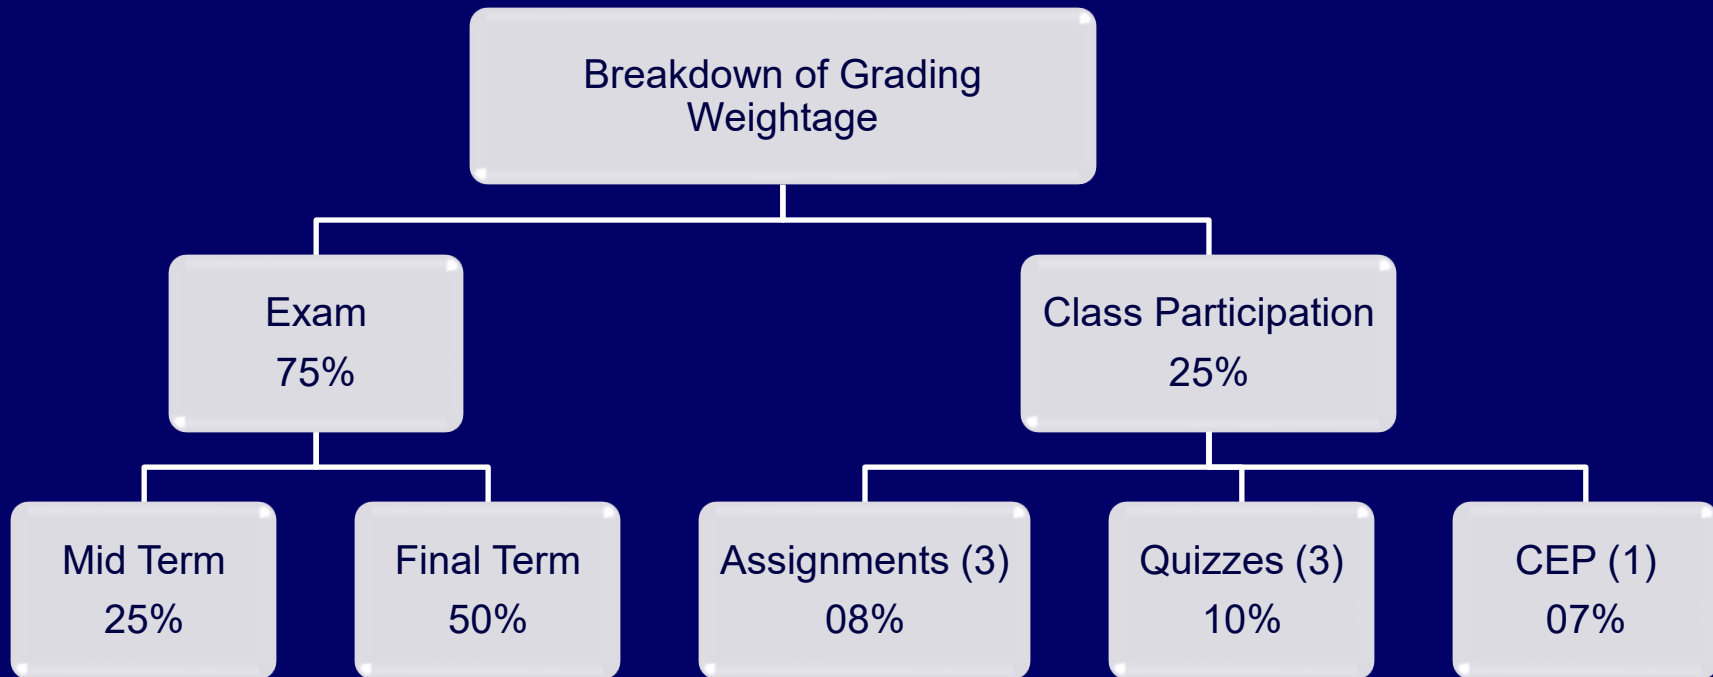 Breakdown of Grading
Weightage
Exam
75%
Class Participation
25%
Mid Term
25%
Final Term
50%
Assignments (3)
08%
Quizzes (3)
10%
CEP (1)
07%